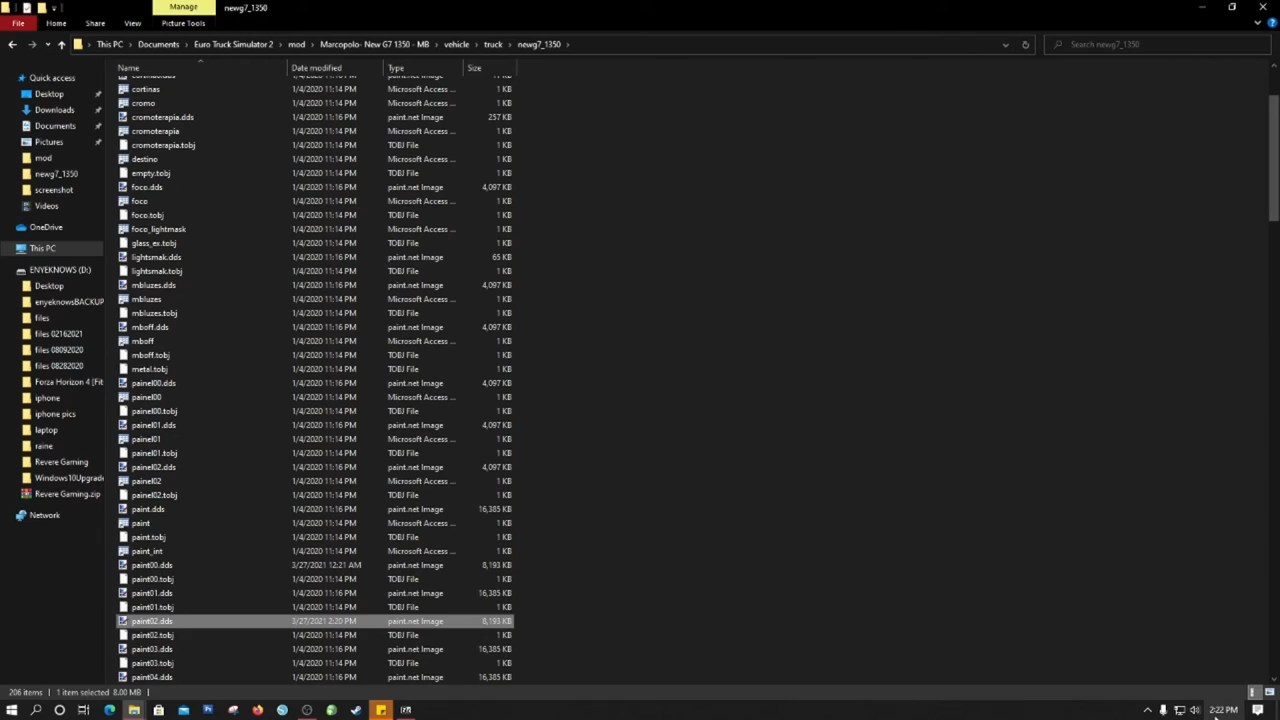 Manage
newg7_1350
File
Home
Share
View
Picture Tools
This PC
Documents
Euro Truck Simulator 2
mod
Marcopolo- New G7 1350 - MB
vehicle
truck
newg7_1350
Search newg7_1350
Name
Date modified
Type
Size
Quick access
Desktop
Downloads
Documents
Pictures
mod
newg7_1350
screenshot
Videos
OneDrive
This PC
ENYEKNOWS (D:)
Desktop
enyeknowsBACKUP
files
files 02162021
files 08092020
files 08282020
Forza Horizon 4 [Fit
iphone
iphone pics
laptop
raine
Revere Gaming
Windows10Upgrade
Revere Gaming.zip
Network
cortinas 1/4/2020 11:14 PM Microsoft Access ... 1 KB
cromo 1/4/2020 11:14 PM Microsoft Access ... 1 KB
cromoterapia.dds 1/4/2020 11:16 PM paint.net Image 257 KB
cromoterapia 1/4/2020 11:14 PM Microsoft Access ... 1 KB
cromoterapia.tobj 1/4/2020 11:14 PM TOBJ File 1 KB
destino 1/4/2020 11:14 PM Microsoft Access ... 1 KB
empty.tobj 1/4/2020 11:14 PM TOBJ File 1 KB
foco.dds 1/4/2020 11:16 PM paint.net Image 4,097 KB
foco 1/4/2020 11:14 PM Microsoft Access ... 1 KB
foco.tobj 1/4/2020 11:14 PM TOBJ File 1 KB
foco_lightmask 1/4/2020 11:14 PM Microsoft Access ... 1 KB
glass_ex.tobj 1/4/2020 11:14 PM TOBJ File 1 KB
lightsmak.dds 1/4/2020 11:16 PM paint.net Image 65 KB
lightsmak.tobj 1/4/2020 11:14 PM TOBJ File 1 KB
mbluzes.dds 1/4/2020 11:16 PM paint.net Image 4,097 KB
mbluzes 1/4/2020 11:14 PM Microsoft Access ... 1 KB
mbluzes.tobj 1/4/2020 11:14 PM TOBJ File 1 KB
mboff.dds 1/4/2020 11:16 PM paint.net Image 4,097 KB
mboff 1/4/2020 11:14 PM Microsoft Access ... 1 KB
mboff.tobj 1/4/2020 11:14 PM TOBJ File 1 KB
metal.tobj 1/4/2020 11:14 PM TOBJ File 1 KB
painel00.dds 1/4/2020 11:16 PM paint.net Image 4,097 KB
painel00 1/4/2020 11:14 PM Microsoft Access ... 1 KB
painel00.tobj 1/4/2020 11:14 PM TOBJ File 1 KB
painel01.dds 1/4/2020 11:16 PM paint.net Image 4,097 KB
painel01 1/4/2020 11:14 PM Microsoft Access ... 1 KB
painel01.tobj 1/4/2020 11:14 PM TOBJ File 1 KB
painel02.dds 1/4/2020 11:16 PM paint.net Image 4,097 KB
painel02 1/4/2020 11:14 PM Microsoft Access ... 1 KB
painel02.tobj 1/4/2020 11:14 PM TOBJ File 1 KB
paint.dds 1/4/2020 11:16 PM paint.net Image 16,385 KB
paint 1/4/2020 11:14 PM Microsoft Access ... 1 KB
paint.tobj 1/4/2020 11:14 PM TOBJ File 1 KB
paint_int 1/4/2020 11:14 PM Microsoft Access ... 1 KB
paint00.dds 3/27/2021 12:21 AM paint.net Image 8,193 KB
paint00.tobj 1/4/2020 11:14 PM TOBJ File 1 KB
paint01.dds 1/4/2020 11:16 PM paint.net Image 16,385 KB
paint01.tobj 1/4/2020 11:14 PM TOBJ File 1 KB
paint02.dds 3/27/2021 2:20 PM paint.net Image 8,193 KB
paint02.tobj 1/4/2020 11:14 PM TOBJ File 1 KB
paint03.dds 1/4/2020 11:16 PM paint.net Image 16,385 KB
paint03.tobj 1/4/2020 11:14 PM TOBJ File 1 KB
paint04.dds 1/4/2020 11:16 PM paint.net Image 16,385 KB
206 items
1 item selected 8.00 MB
2:22 PM